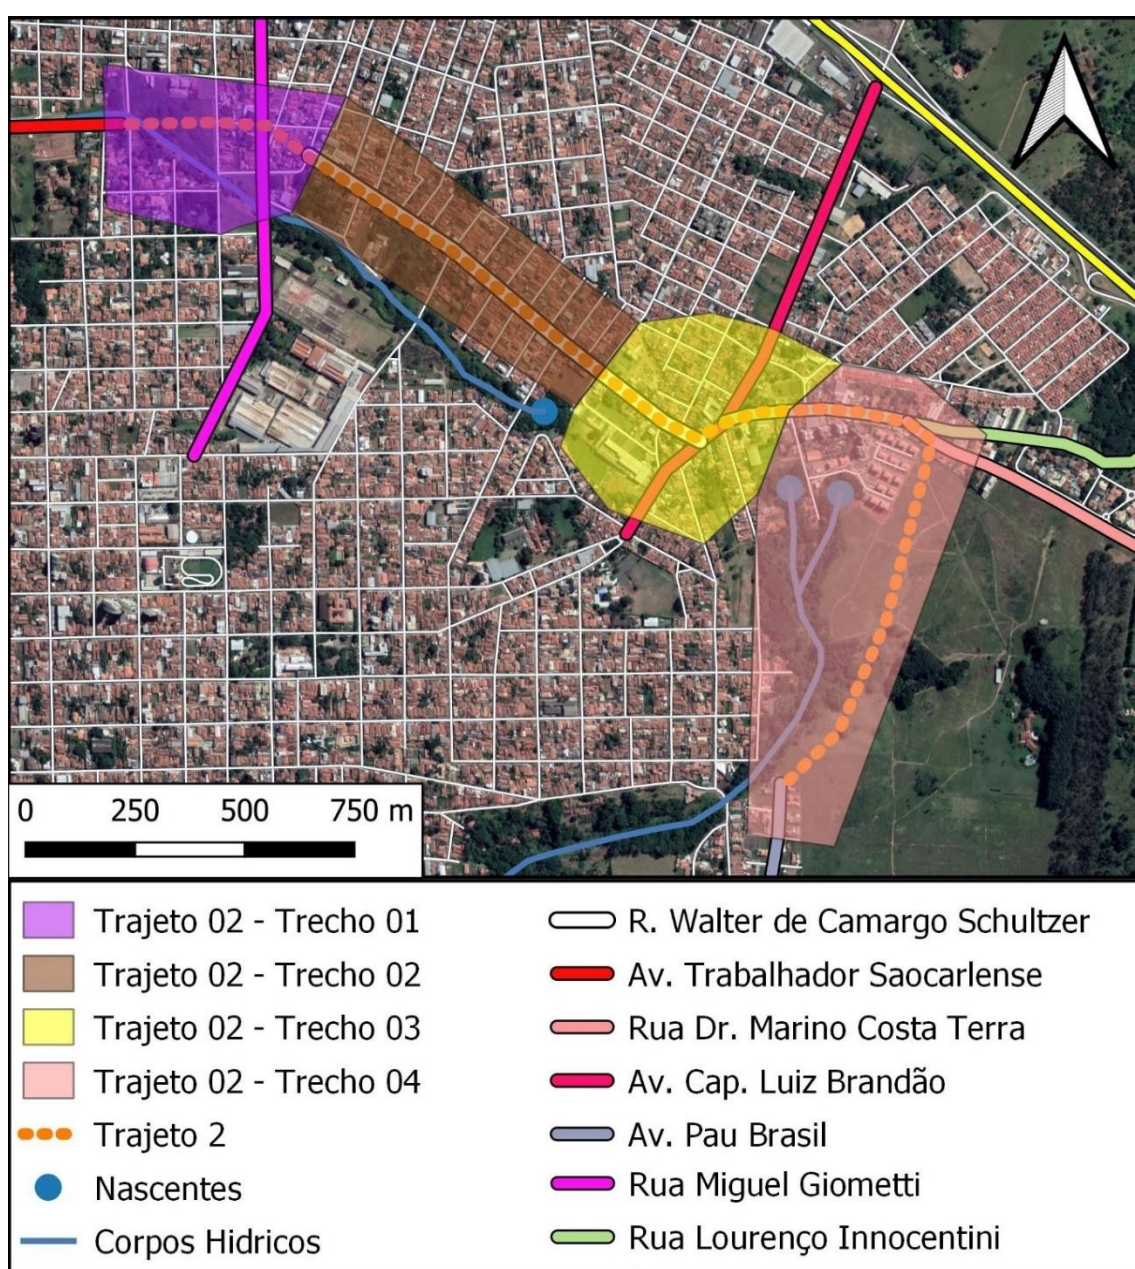 0 250 500 750 m
Trajeto 02 - Trecho 01
Trajeto 02 - Trecho 02
Trajeto 02 - Trecho 03
Trajeto 02 - Trecho 04
Trajeto 2
Nascentes
Corpos Hidricos
R. Walter de Camargo Schultzer
Av. Trabalhador Saocarlense
Rua Dr. Marino Costa Terra
Av. Cap. Luiz Brandão
Av. Pau Brasil
Rua Miguel Giometti
Rua Lourenço Innocentini